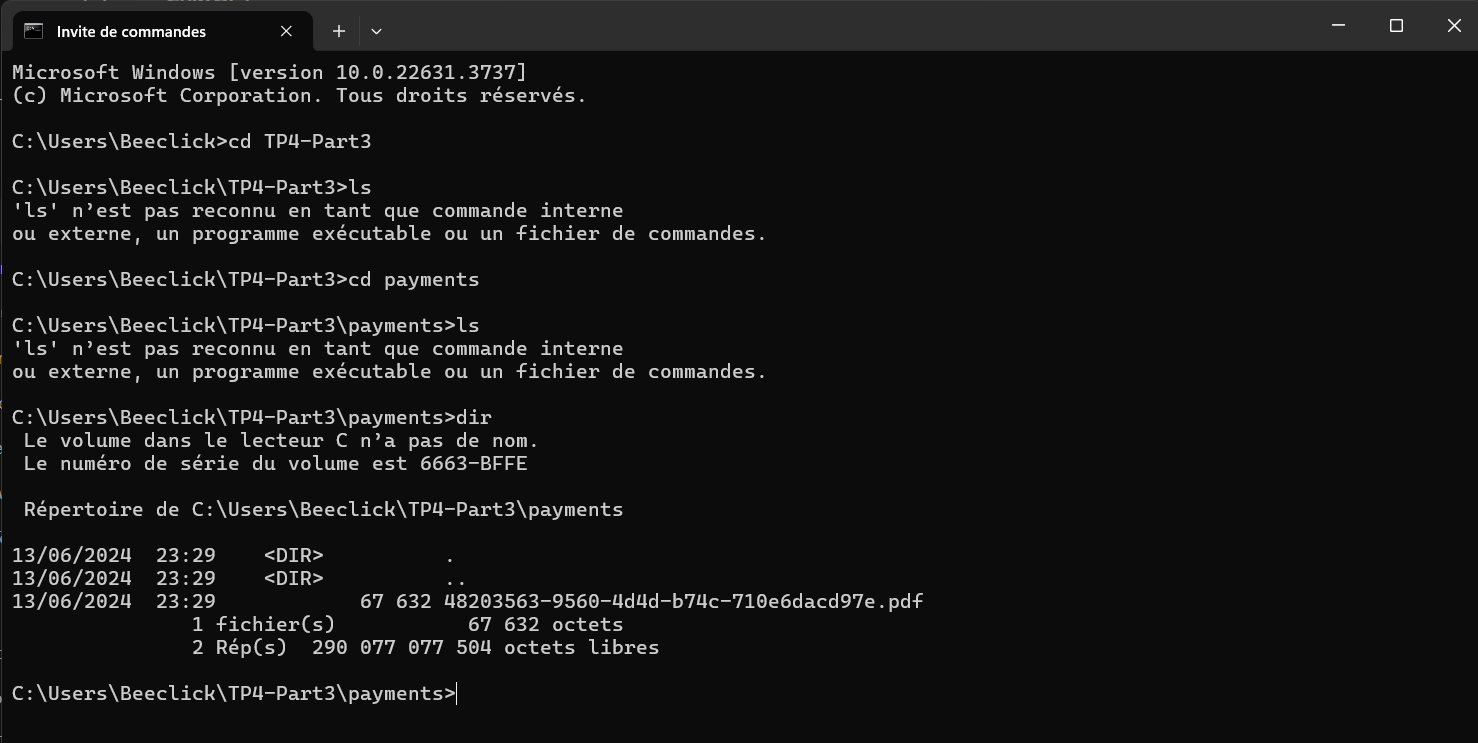 Invite de commandes
Microsoft Windows [version 10.0.22631.3737]
(c) Microsoft Corporation. Tous droits réservés.
C:\Users\Beeclick>cd TP4-Part3
C:\Users\Beeclick\TP4-Part3>ls
'ls' n’est pas reconnu en tant que commande interne
ou externe, un programme exécutable ou un fichier de commandes.
C:\Users\Beeclick\TP4-Part3>cd payments
C:\Users\Beeclick\TP4-Part3\payments>ls
'ls' n’est pas reconnu en tant que commande interne
ou externe, un programme exécutable ou un fichier de commandes.
C:\Users\Beeclick\TP4-Part3\payments>dir
 Le volume dans le lecteur C n’a pas de nom.
 Le numéro de série du volume est 6663-BFFE
 Répertoire de C:\Users\Beeclick\TP4-Part3\payments
13/06/2024  23:29    <DIR>          .
13/06/2024  23:29    <DIR>          ..
13/06/2024  23:29            67 632 48203563-9560-4d4d-b74c-710e6dacd97e.pdf
               1 fichier(s)           67 632 octets
               2 Rép(s)  290 077 077 504 octets libres
C:\Users\Beeclick\TP4-Part3\payments>